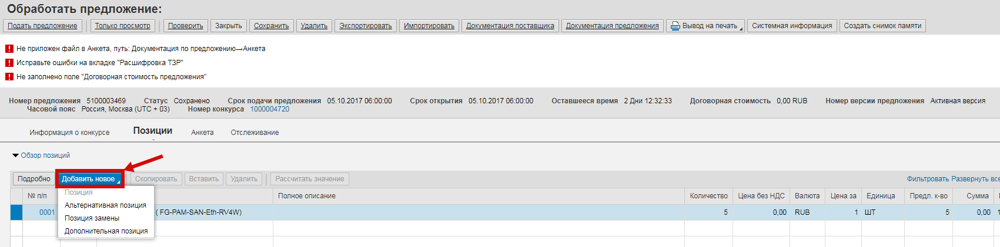 Обработать предложение:
Подать предложение Только просмотр Проверить Закрыть Сохранить Удалить Экспортировать Импортировать Документация поставщика Документация предложения Вывод на печать Системная информация Создать снимок памяти
Не приложен файл в Анкета, путь: Документация по предложению→Анкета
Исправьте ошибки на вкладке "Расшифровка ТЗР"
Не заполнено поле "Договорная стоимость предложения"
Номер предложения 5100003469 Статус Сохранено Срок подачи предложения 05.10.2017 06:00:00 Срок открытия 05.10.2017 06:00:00 Оставшееся время 2 Дни 12:32:33 Договорная стоимость 0,00 RUB Номер версии предложения Активная версия
Часовой пояс Россия, Москва (UTC + 03) Номер конкурса 1000004720
Информация о конкурсе Позиции Анкета Отслеживание
Обзор позиций
Подробно Добавить новое Скопировать Вставить Удалить Рассчитать значение Фильтровать Развернуть все
№ п/п Полное описание Количество Цена без НДС Валюта Цена за Единица Предл. к-во Сумма
0001 ( FG-PAM-SAN-Eth-RV4W) 5 0,00 RUB 1 ШТ 5 0,00 1
Позиция
Альтернативная позиция
Позиция замены
Дополнительная позиция